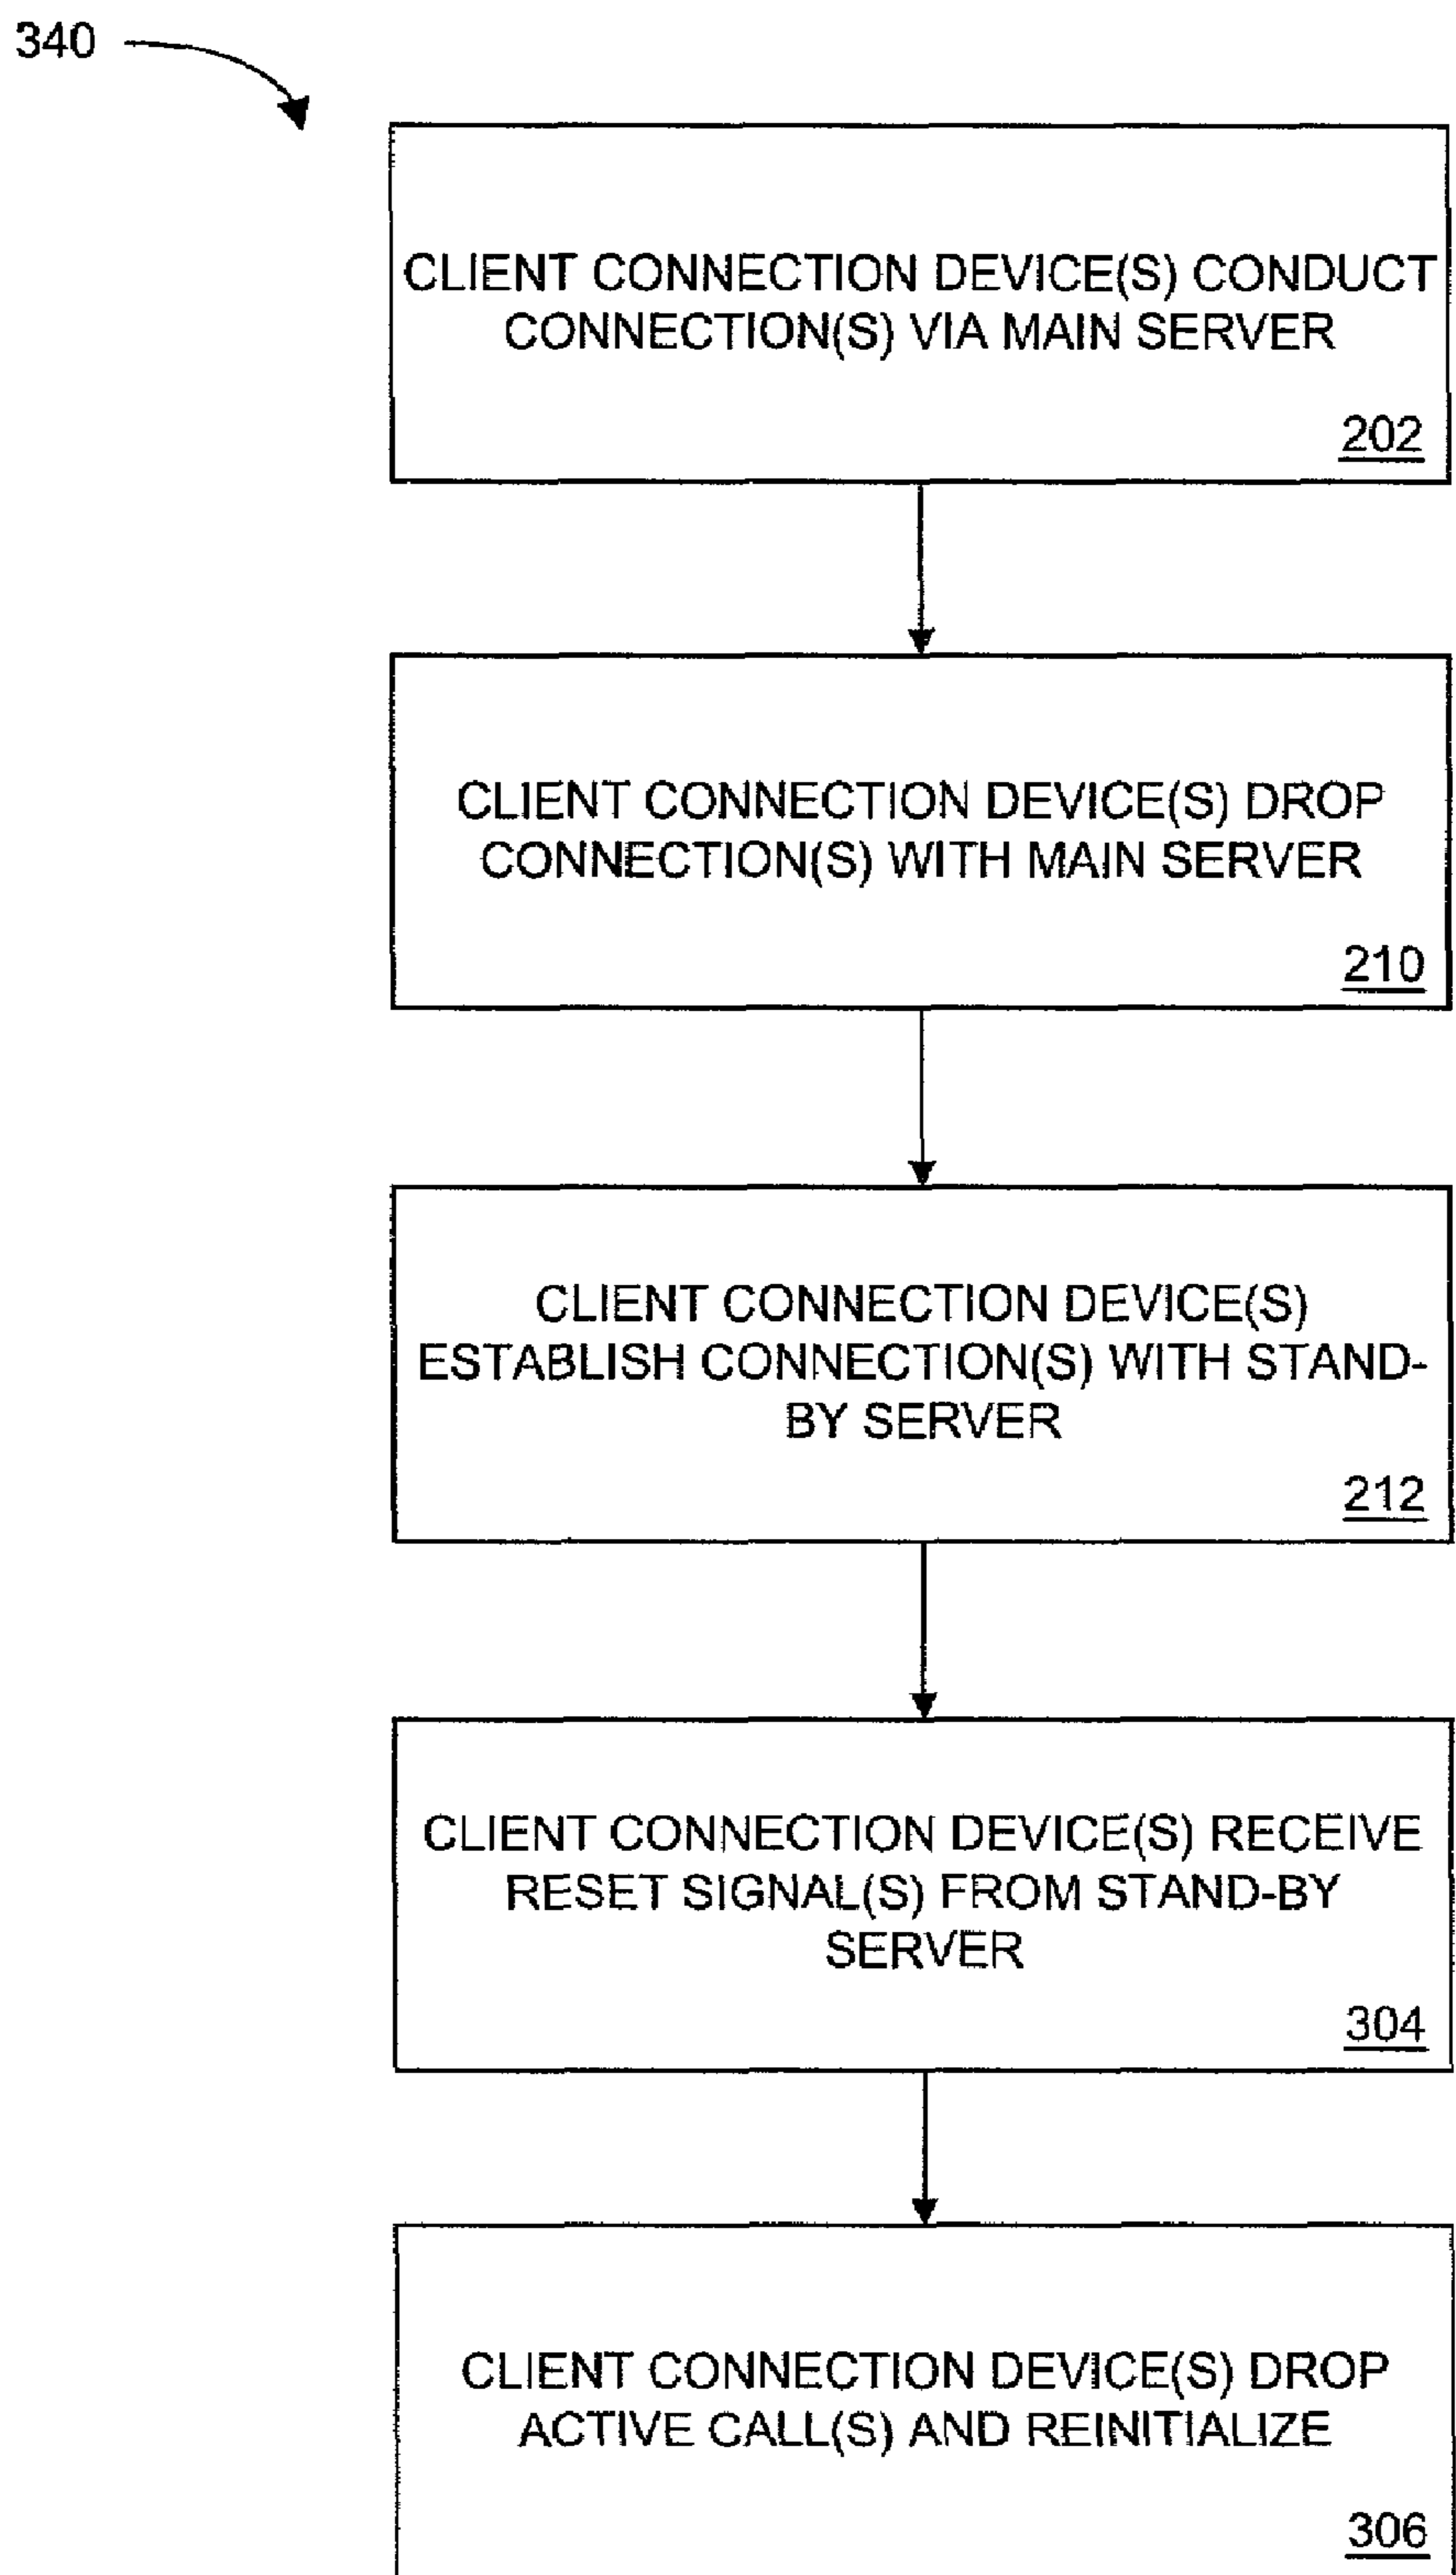 340
CLIENT CONNECTION DEVICE(S) CONDUCT
CONNECTION(S) VIA MAIN SERVER
202
CLIENT CONNECTION DEVICE(S) DROP
CONNECTION(S) WITH MAIN SERVER
210
CLIENT CONNECTION DEVICE(S)
ESTABLISH CONNECTION(S) WITH STAND-
BY SERVER
212
CLIENT CONNECTION DEVICE(S) RECEIVE
RESET SIGNAL(S) FROM STAND-BY
SERVER
304
CLIENT CONNECTION DEVICE(S) DROP
ACTIVE CALL(S) AND REINITIALIZE
306